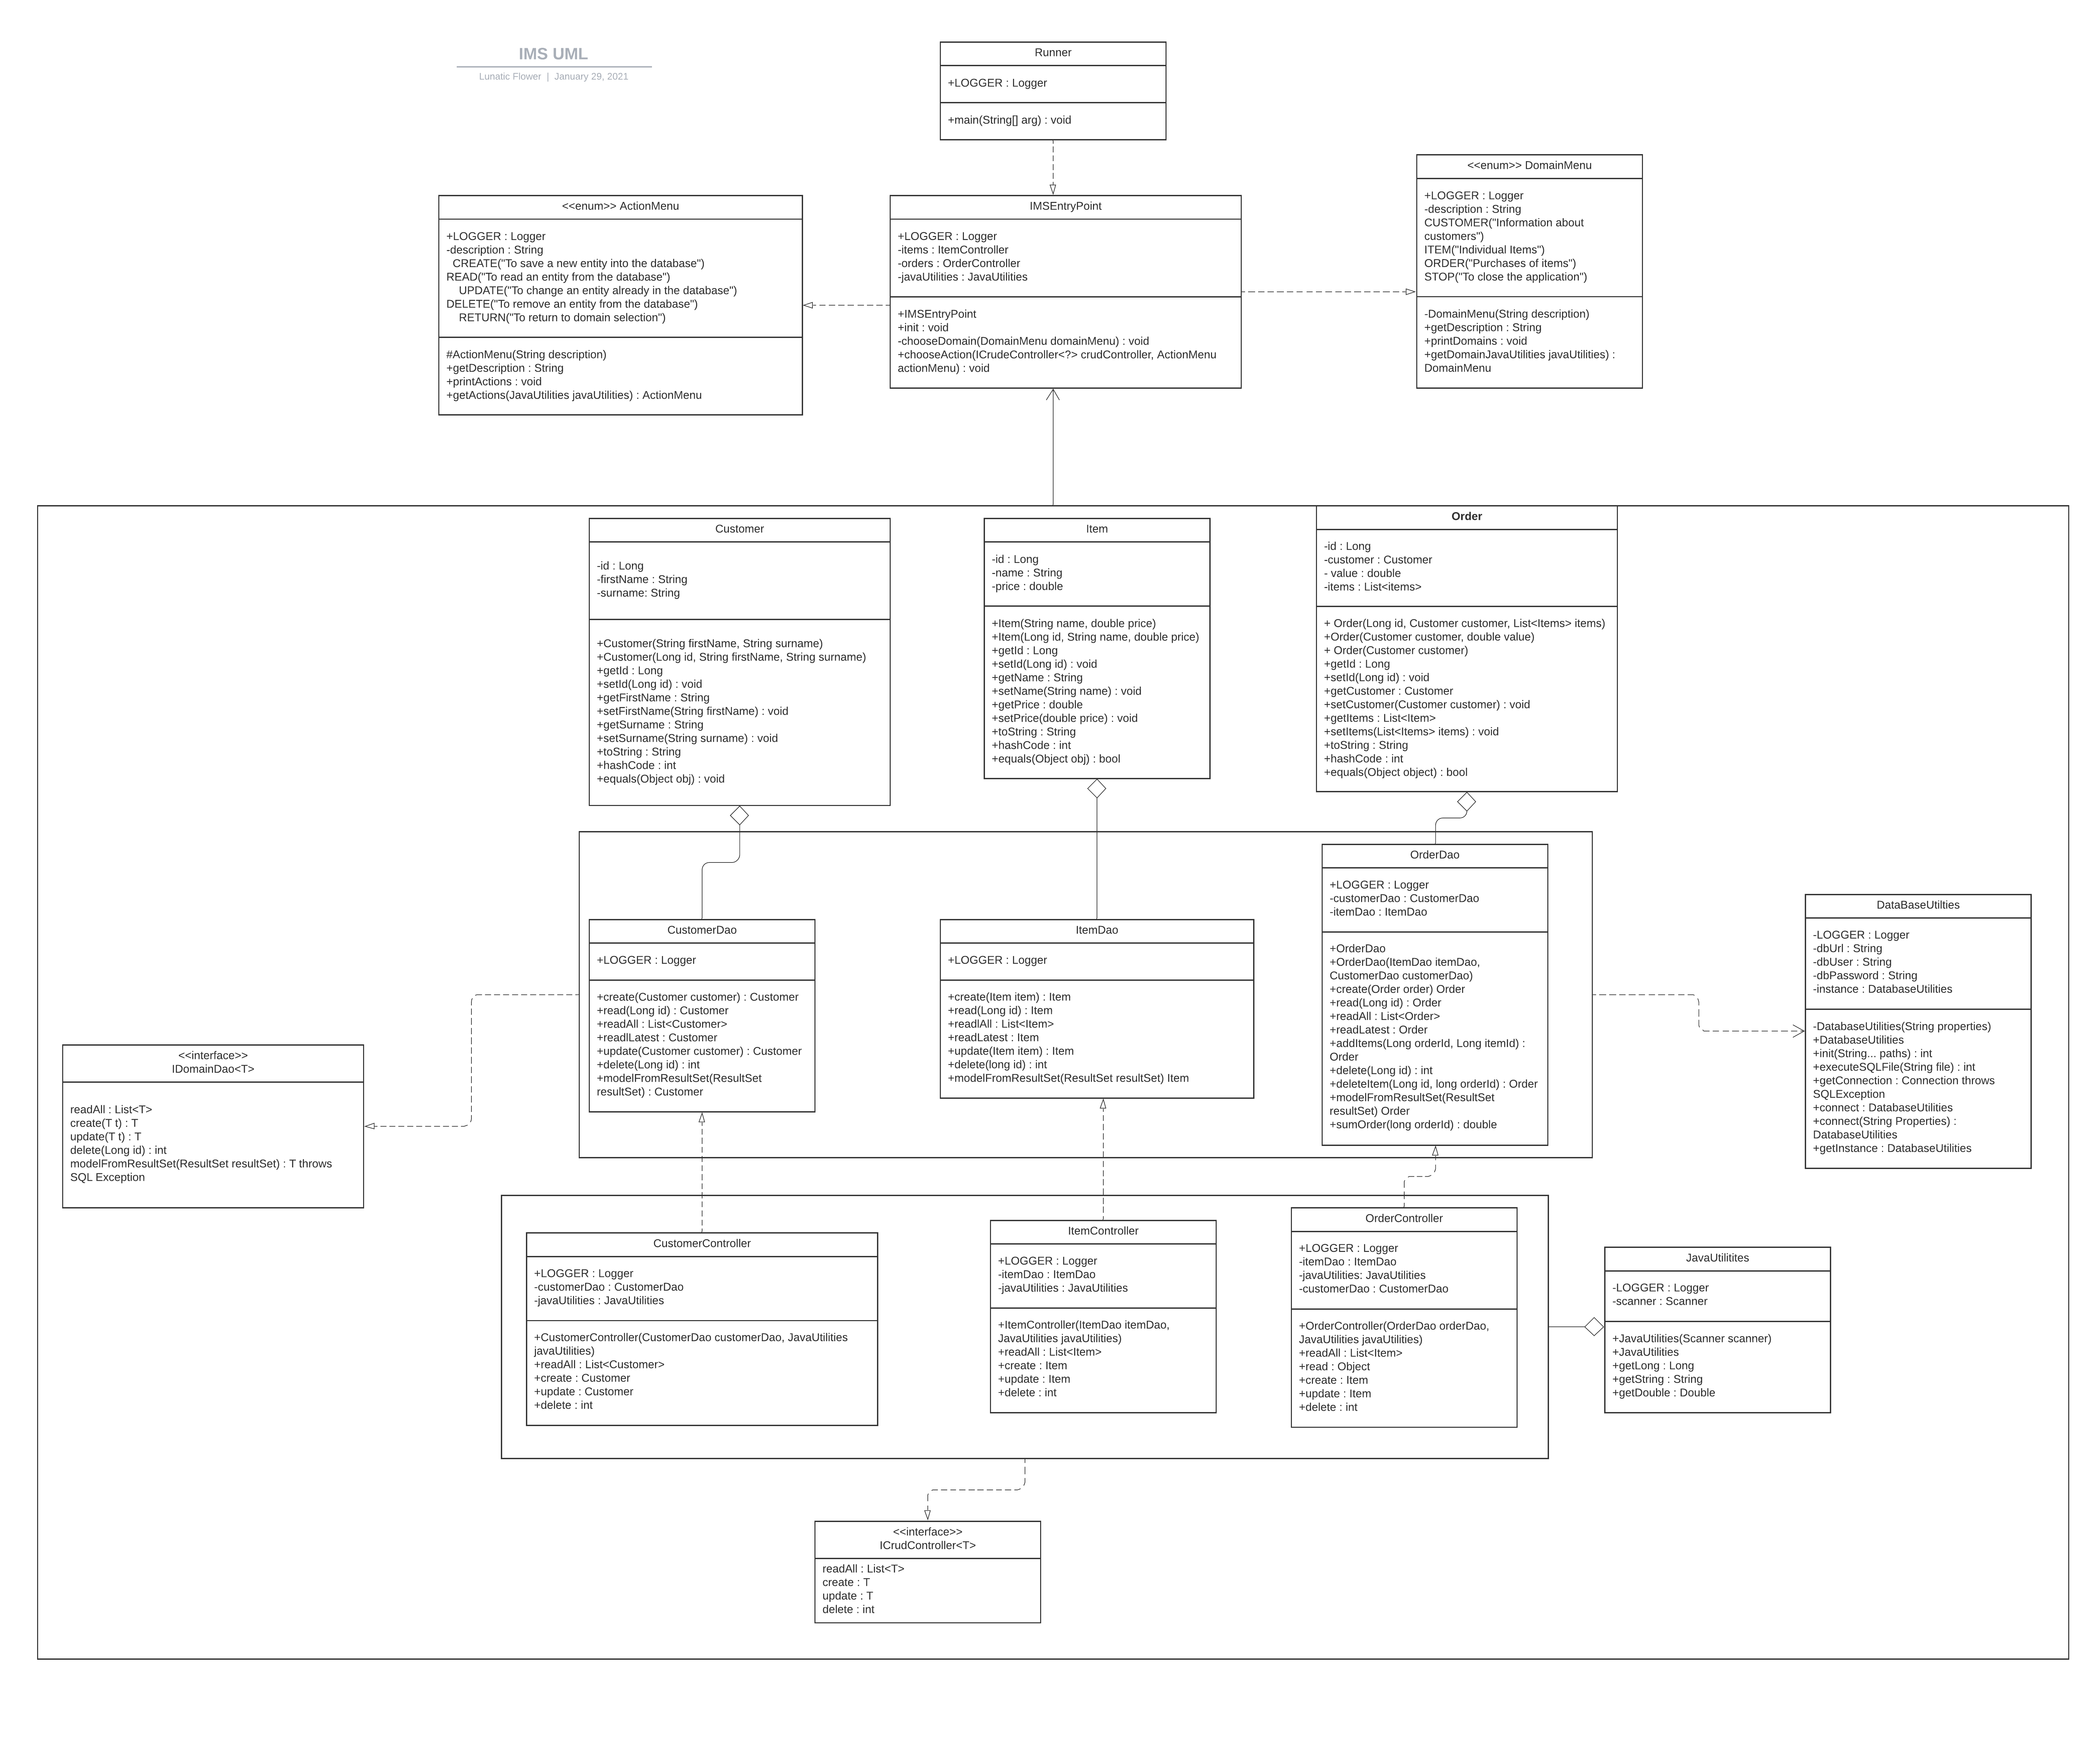 IMS UML
Lunatic Flower | January 29, 2021
Runner
+LOGGER : Logger
+main(String[] arg) : void
<<enum>> ActionMenu
+LOGGER : Logger
-description : String
CREATE("To save a new entity into the database")
READ("To read an entity from the database")
UPDATE("To change an entity already in the database")
DELETE("To remove an entity from the database")
RETURN("To return to domain selection")
#ActionMenu(String description)
+getDescription : String
+printActions : void
+getActions(JavaUtilities javaUtilities) : ActionMenu
IMSEntryPoint
+LOGGER : Logger
-items : ItemController
-orders : OrderController
-javaUtilities : JavaUtilities
+IMSEntryPoint
+init : void
-chooseDomain(DomainMenu domainMenu) : void
+chooseAction(ICrudeController<?> crudController, ActionMenu
actionMenu) : void
<<enum>> DomainMenu
+LOGGER : Logger
-description : String
CUSTOMER("Information about
customers")
ITEM("Individual Items")
ORDER("Purchases of items")
STOP("To close the application")
-DomainMenu(String description)
+getDescription : String
+printDomains : void
+getDomainJavaUtilities javaUtilities) :
DomainMenu
Customer
-id : Long
-firstName : String
-surname: String
+Customer(String firstName, String surname)
+Customer(Long id, String firstName, String surname)
+getId : Long
+setId(Long id) : void
+getFirstName : String
+setFirstName(String firstName) : void
+getSurname : String
+setSurname(String surname) : void
+toString : String
+hashCode : int
+equals(Object obj) : void
Item
-id : Long
-name : String
-price : double
+Item(String name, double price)
+Item(Long id, String name, double price)
+getId : Long
+setId(Long id) : void
+getName : String
+setName(String name) : void
+getPrice : double
+setPrice(double price) : void
+toString : String
+hashCode : int
+equals(Object obj) : bool
Order
-id : Long
-customer : Customer
- value : double
-items : List<items>
+ Order(Long id, Customer customer, List<Items> items)
+Order(Customer customer, double value)
+ Order(Customer customer)
+getId : Long
+setId(Long id) : void
+getCustomer : Customer
+setCustomer(Customer customer) : void
+getItems : List<Item>
+setItems(List<Items> items) : void
+toString : String
+hashCode : int
+equals(Object object) : bool
CustomerDao
+LOGGER : Logger
+create(Customer customer) : Customer
+read(Long id) : Customer
+readAll : List<Customer>
+readLatest : Customer
+update(Customer customer) : Customer
+delete(Long id) : int
+modelFromResultSet(ResultSet
resultSet) : Customer
ItemDao
+LOGGER : Logger
+create(Item item) : Item
+read(Long id) : Item
+readlAll : List<Item>
+readLatest : Item
+update(Item item) : Item
+delete(long id) : int
+modelFromResultSet(ResultSet resultSet) Item
OrderDao
+LOGGER : Logger
-customerDao : CustomerDao
-itemDao : ItemDao
+OrderDao
+OrderDao(ItemDao itemDao,
CustomerDao customerDao)
+create(Order order) Order
+read(Long id) : Order
+readAll : List<Order>
+readLatest : Order
+addItems(Long orderId, Long itemId) :
Order
+delete(Long id) : int
+deleteItem(Long id, long orderId) : Order
+modelFromResultSet(ResultSet
resultSet) Order
+sumOrder(long orderId) : double
DataBaseUtilties
-LOGGER : Logger
-dbUrl : String
-dbUser : String
-dbPassword : String
-instance : DatabaseUtilities
-DatabaseUtilities(String properties)
+DatabaseUtilities
+init(String... paths) : int
+executeSQLFile(String file) : int
+getConnection : Connection throws
SQLException
+connect : DatabaseUtilities
+connect(String Properties) :
DatabaseUtilities
+getInstance : DatabaseUtilities
<<interface>>
IDomainDao<T>
readAll : List<T>
create(T t) : T
update(T t) : T
delete(Long id) : int
modelFromResultSet(ResultSet resultSet) : T throws
SQL Exception
CustomerController
+LOGGER : Logger
-customerDao : CustomerDao
-javaUtilities : JavaUtilities
+CustomerController(CustomerDao customerDao, JavaUtilities
javaUtilities)
+readAll : List<Customer>
+create : Customer
+update : Customer
+delete : int
ItemController
+LOGGER : Logger
-itemDao : ItemDao
-javaUtilities : JavaUtilities
+ItemController(ItemDao itemDao,
JavaUtilities javaUtilities)
+readAll : List<Item>
+create : Item
+update : Item
+delete : int
OrderController
+LOGGER : Logger
-itemDao : ItemDao
-javaUtilities: JavaUtilities
-customerDao : CustomerDao
+OrderController(OrderDao orderDao,
JavaUtilities javaUtilities)
+readAll : List<Item>
+read : Object
+create : Item
+update : Item
+delete : int
JavaUtilitites
-LOGGER : Logger
-scanner : Scanner
+JavaUtilities(Scanner scanner)
+JavaUtilities
+getLong : Long
+getString : String
+getDouble : Double
<<interface>>
ICrudController<T>
readAll : List<T>
create : T
update : T
delete : int